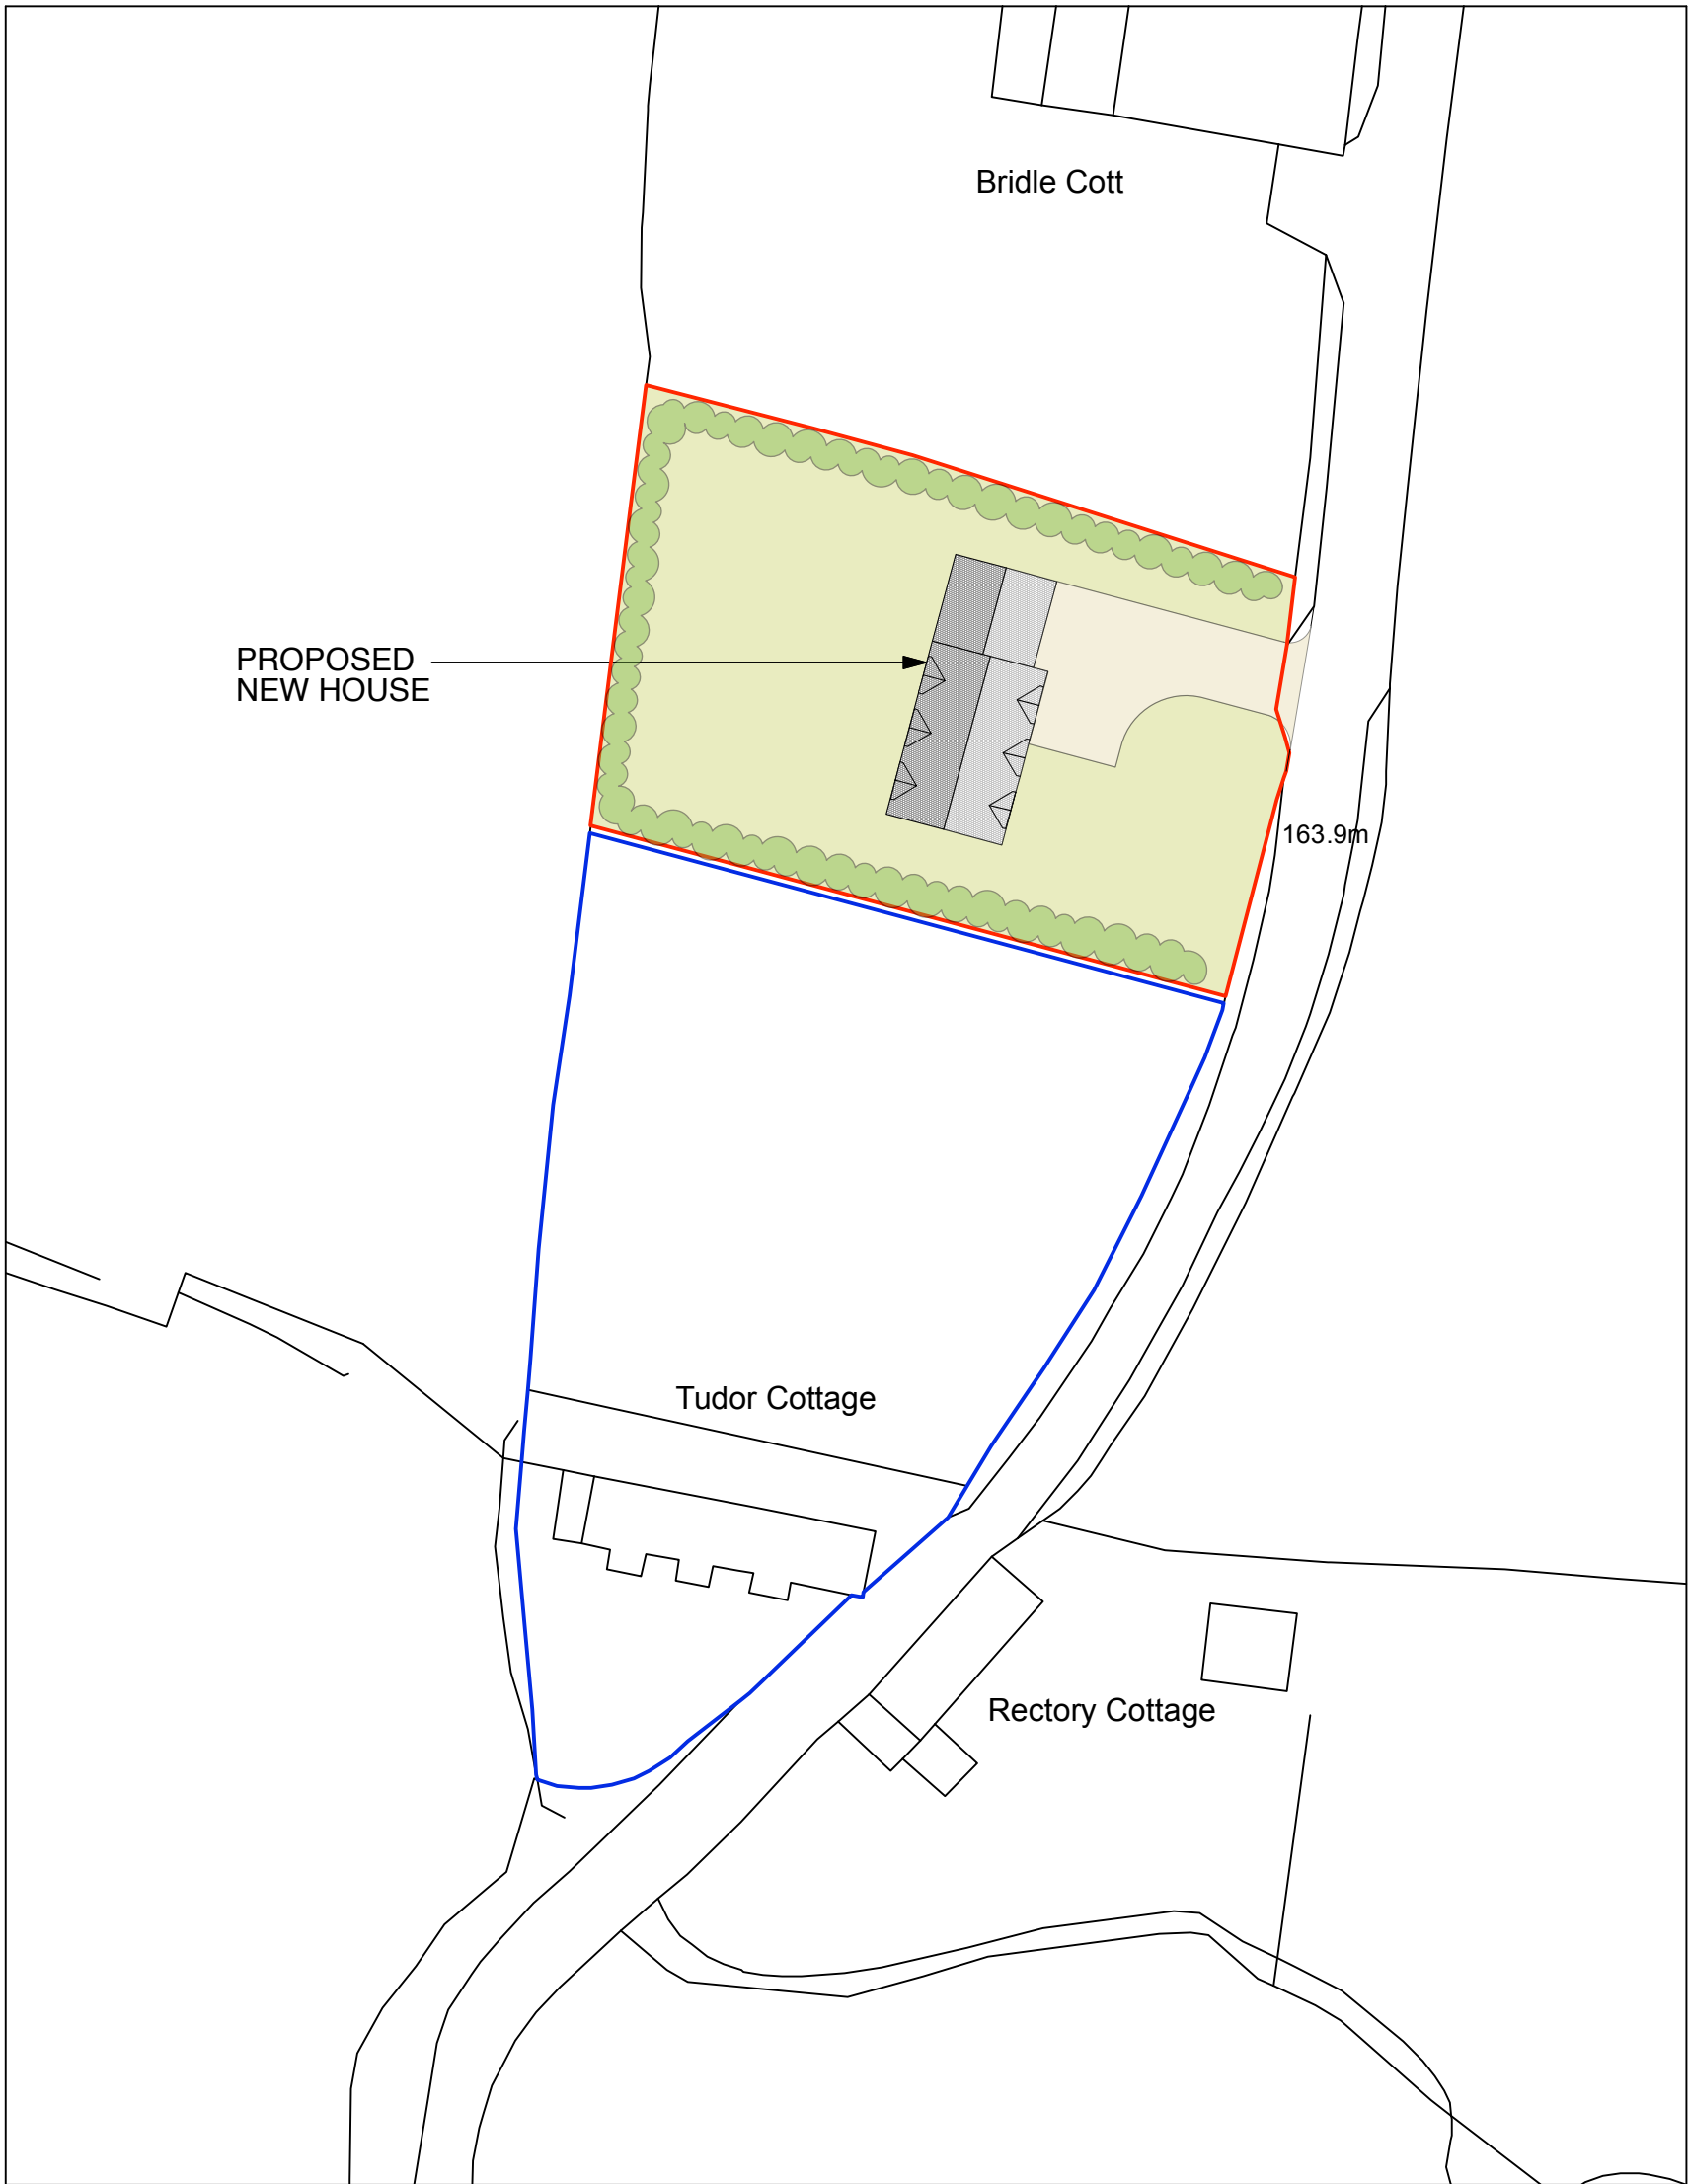 Bridle Cott
PROPOSED
NEW HOUSE
163.9m
Tudor Cottage
Rectory Cottage